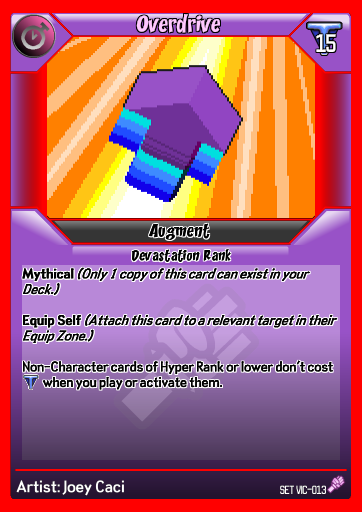 Overdrive
15
Augment
Devastation Rank
Mythical (Only 1 copy of this card can exist in your
Deck.)
Equip Self (Attach this card to a relevant target in their
Equip Zone.)
Non-Character cards of Hyper Rank or lower don't cost
when you play or activate them.
Artist: Joey Caci
SET VIC-013